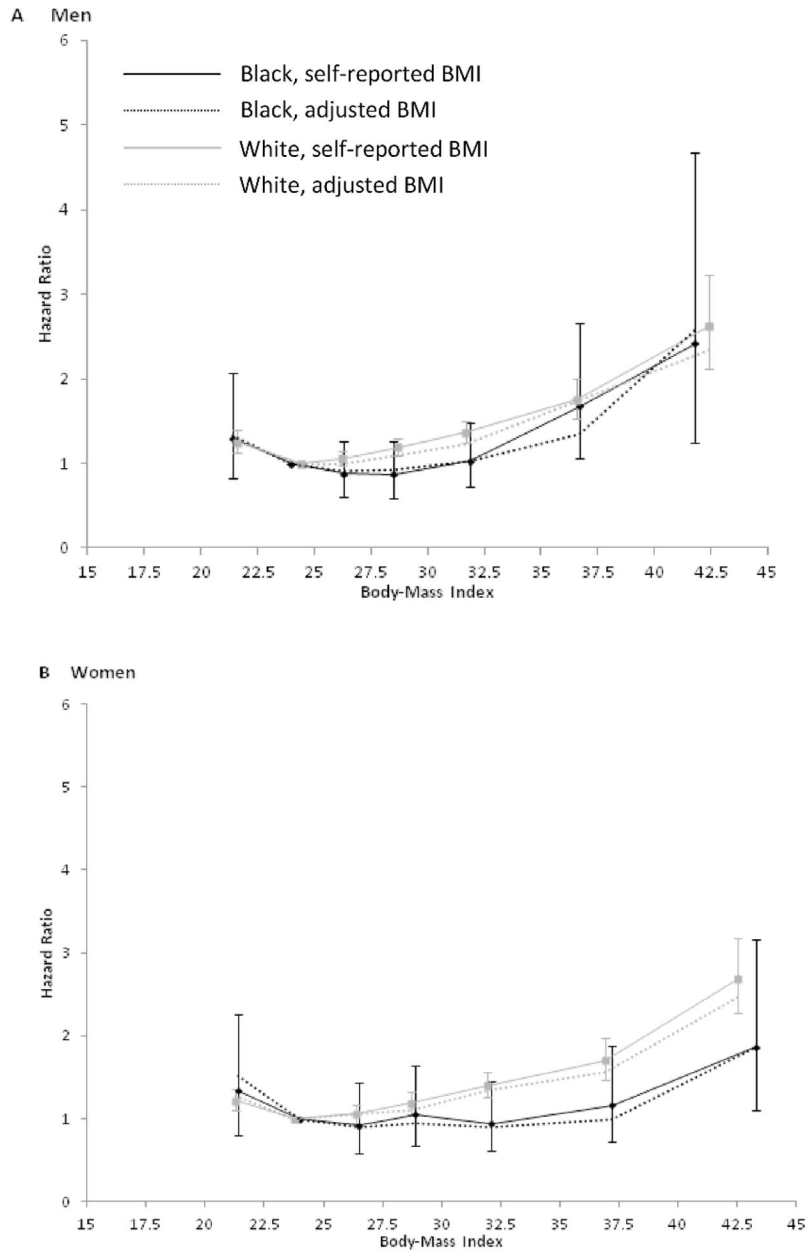 A Men
6
Black, self-reported BMI
Black, adjusted BMI
White, self-reported BMI
White, adjusted BMI
5
4
3
2
1
0
Hazard Ratio
15 17.5 20 22.5 25 27.5 30 32.5 35 37.5 40 42.5 45
Body-Mass Index
B Women
6
5
4
3
2
1
0
Hazard Ratio
15 17.5 20 22.5 25 27.5 30 32.5 35 37.5 40 42.5 45
Body-Mass Index